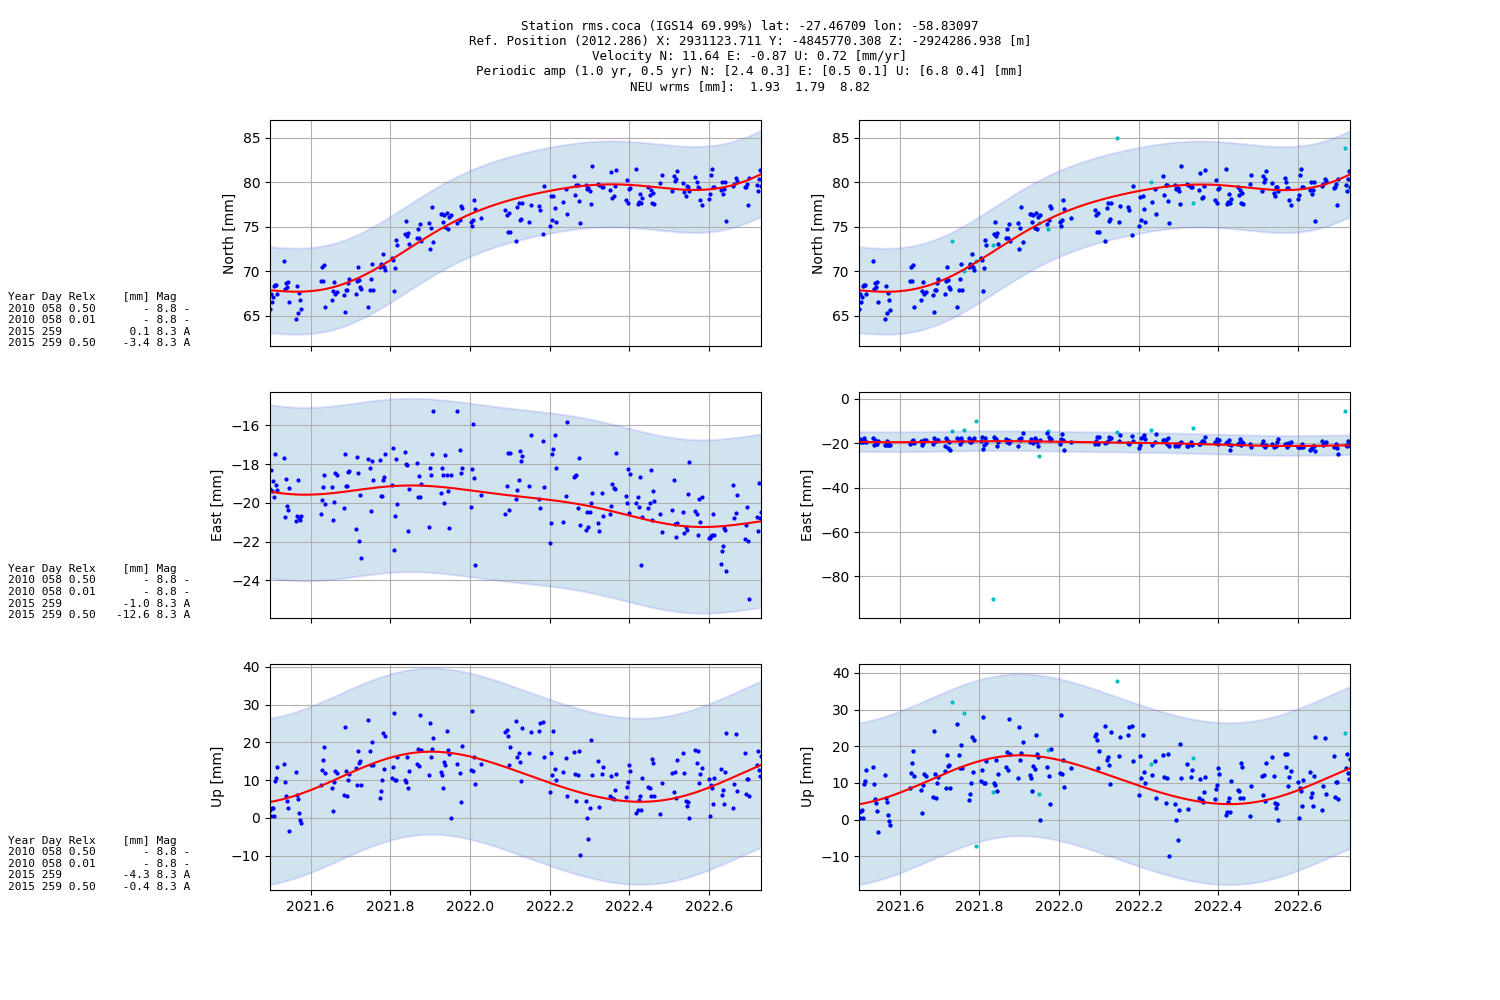 Station rms.coca (IGS14 69.99%) lat: -27.46709 lon: -58.83097
Ref. Position (2012.286) X: 2931123.711 Y: -4845770.308 Z: -2924286.938 [m]
Velocity N: 11.64 E: -0.87 U: 0.72 [mm/yr]
Periodic amp (1.0 yr, 0.5 yr) N: [2.4 0.3] E: [0.5 0.1] U: [6.8 0.4] [mm]
NEU wrms [mm]:  1.93  1.79  8.82
Year Day Relx    [mm] Mag
2010 058 0.50       - 8.8 -
2010 058 0.01       - 8.8 -
2015 259          0.1 8.3 A
2015 259 0.50    -3.4 8.3 A
North [mm]
85
80
75
70
65
North [mm]
85
80
75
70
65
Year Day Relx    [mm] Mag
2010 058 0.50       - 8.8 -
2010 058 0.01       - 8.8 -
2015 259         -1.0 8.3 A
2015 259 0.50   -12.6 8.3 A
East [mm]
−16
−18
−20
−22
−24
East [mm]
0
−20
−40
−60
−80
Year Day Relx    [mm] Mag
2010 058 0.50       - 8.8 -
2010 058 0.01       - 8.8 -
2015 259         -4.3 8.3 A
2015 259 0.50    -0.4 8.3 A
Up [mm]
40
30
20
10
0
−10
2021.6 2021.8 2022.0 2022.2 2022.4 2022.6
Up [mm]
40
30
20
10
0
−10
2021.6 2021.8 2022.0 2022.2 2022.4 2022.6